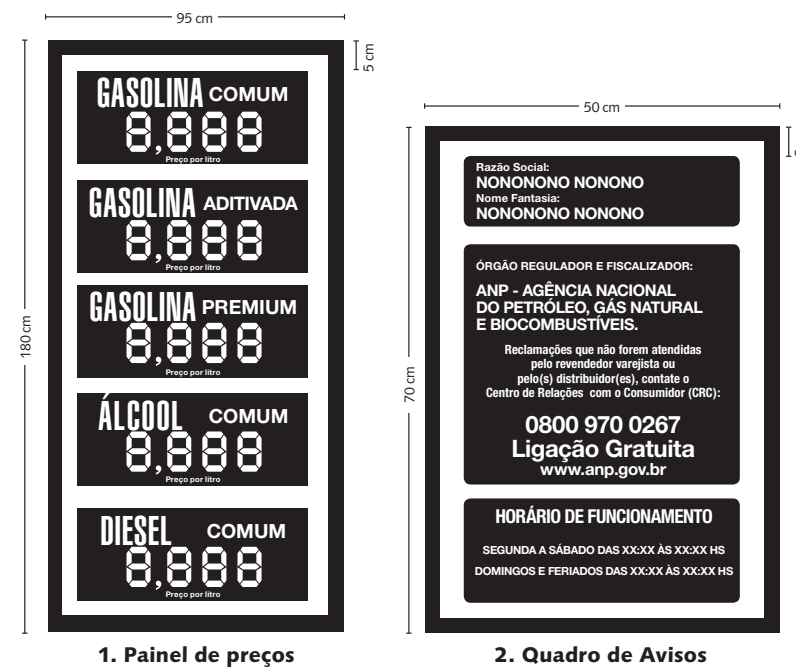 95 cm
5 cm
180 cm
GASOLINA COMUM
8,888
Preço por litro
GASOLINA ADITIVADA
8,888
Preço por litro
GASOLINA PREMIUM
8,888
Preço por litro
ÁLCOOL COMUM
8,888
Preço por litro
DIESEL COMUM
8,888
Preço por litro
1. Painel de preços
50 cm
70 cm
Razão Social:
NONONONO NONONO
Nome Fantasia:
NONONONO NONONO
ÓRGÃO REGULADOR E FISCALIZADOR:
ANP - AGÊNCIA NACIONAL
DO PETRÓLEO, GÁS NATURAL
E BIOCOMBUSTÍVEIS.
Reclamações que não forem atendidas
pelo revendedor varejista ou
pelo(s) distribuidor(es), contate o
Centro de Relações com o Consumidor (CRC):
0800 970 0267
Ligação Gratuita
www.anp.gov.br
HORÁRIO DE FUNCIONAMENTO
SEGUNDA A SÁBADO DAS XX:XX ÀS XX:XX HS
DOMINGOS E FERIADOS DAS XX:XX ÀS XX:XX HS
2. Quadro de Avisos